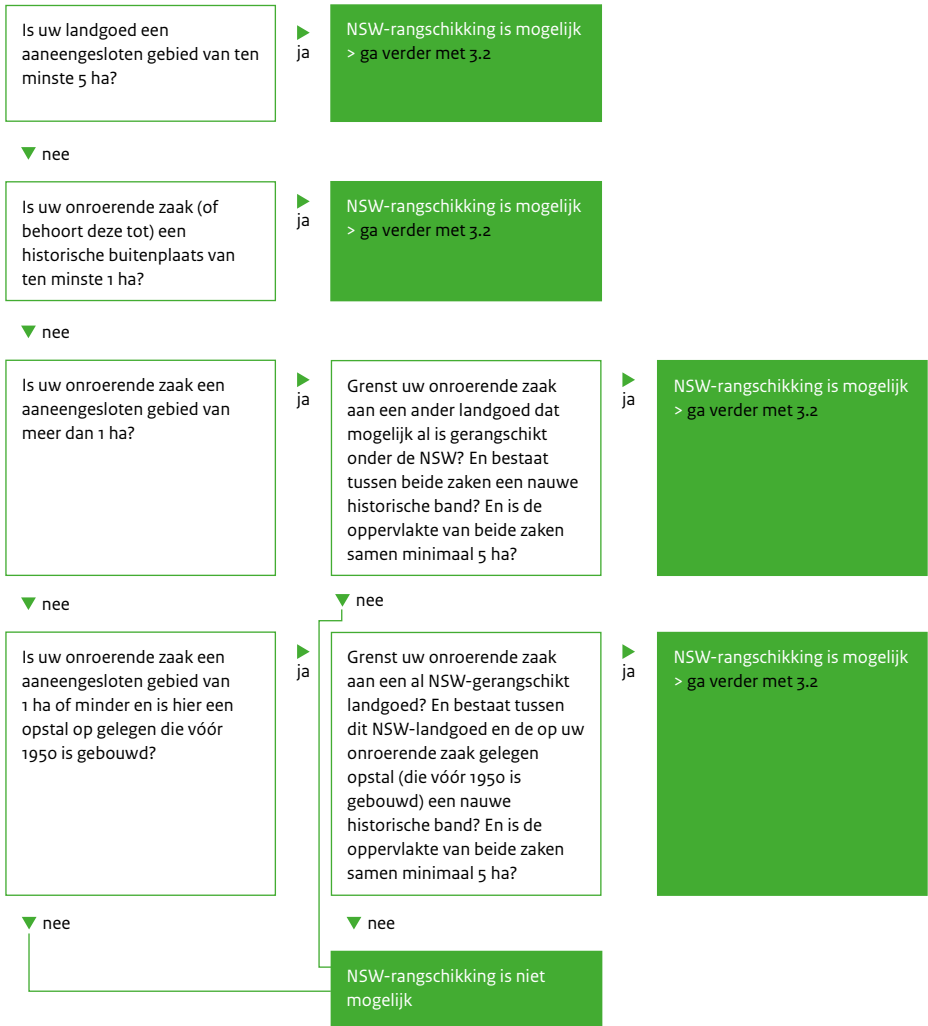 Is uw landgoed een
aaneengesloten gebied van ten
minste 5 ha?
ja
NSW-rangschikking is mogelijk
> ga verder met 3.2
nee
Is uw onroerende zaak (of
behoort deze tot) een
historische buitenplaats van
ten minste 1 ha?
ja
NSW-rangschikking is mogelijk
> ga verder met 3.2
nee
Is uw onroerende zaak een
aaneengesloten gebied van
meer dan 1 ha?
ja
Grenst uw onroerende zaak
aan een ander landgoed dat
mogelijk al is gerangschikt
onder de NSW? En bestaat
tussen beide zaken een nauwe
historische band? En is de
oppervlakte van beide zaken
samen minimaal 5 ha?
ja
NSW-rangschikking is mogelijk
> ga verder met 3.2
nee
nee
Is uw onroerende zaak een
aaneengesloten gebied van
1 ha of minder en is hier een
opstal op gelegen die vóór
1950 is gebouwd?
ja
Grenst uw onroerende zaak
aan een al NSW-gerangschikt
landgoed? En bestaat tussen
dit NSW-landgoed en de op uw
onroerende zaak gelegen
opstal (die vóór 1950 is
gebouwd) een nauwe
historische band? En is de
oppervlakte van beide zaken
samen minimaal 5 ha?
ja
NSW-rangschikking is mogelijk
> ga verder met 3.2
nee
nee
NSW-rangschikking is niet
mogelijk